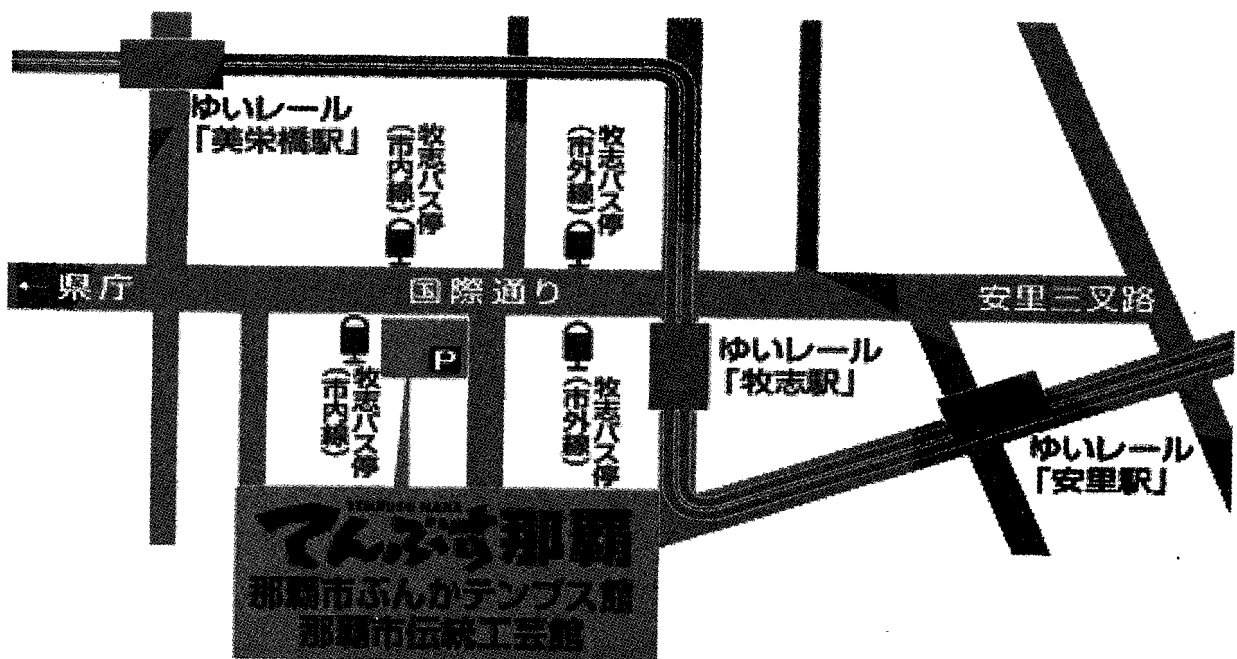 ゆいレール
「美栄橋駅」
牧志バス停
(市内線)
牧志バス停
(市外線)
←県庁
国際通り
安里三叉路
P
牧志バス停
(市内線)
牧志バス停
(市外線)
ゆいレール
「牧志駅」
ゆいレール
「安里駅」
TENBUSU NAHA
てんぶす那覇
那覇市ぶんかテンブス館
那覇市伝統工芸館